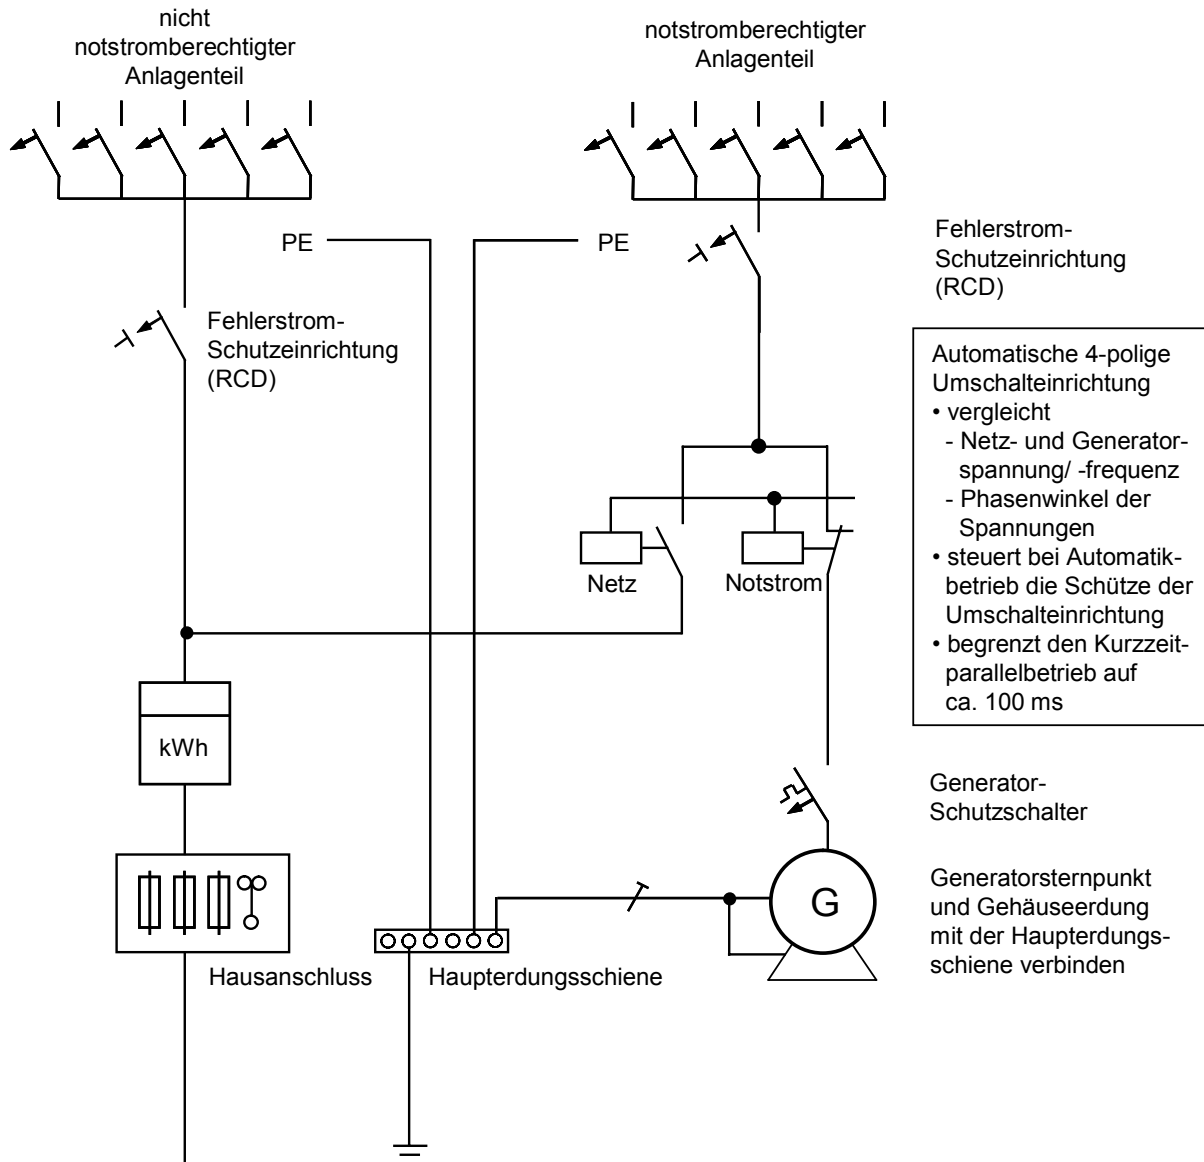 nicht
notstromberechtigter
Anlagenteil
notstromberechtigter
Anlagenteil
PE
PE
Fehlerstrom-
Schutzeinrichtung
(RCD)
Fehlerstrom-
Schutzeinrichtung
(RCD)
Automatische 4-polige
Umschalteinrichtung
• vergleicht
- Netz- und Generator-
spannung/ -frequenz
- Phasenwinkel der
Spannungen
• steuert bei Automatik-
betrieb die Schütze der
Umschalteinrichtung
• begrenzt den Kurzzeit-
parallelbetrieb auf
ca. 100 ms
Netz
Notstrom
kWh
Generator-
Schutzschalter
G
Generatorsternpunkt
und Gehäuseerdung
mit der Haupterdungs-
schiene verbinden
Hausanschluss
Haupterdungsschiene